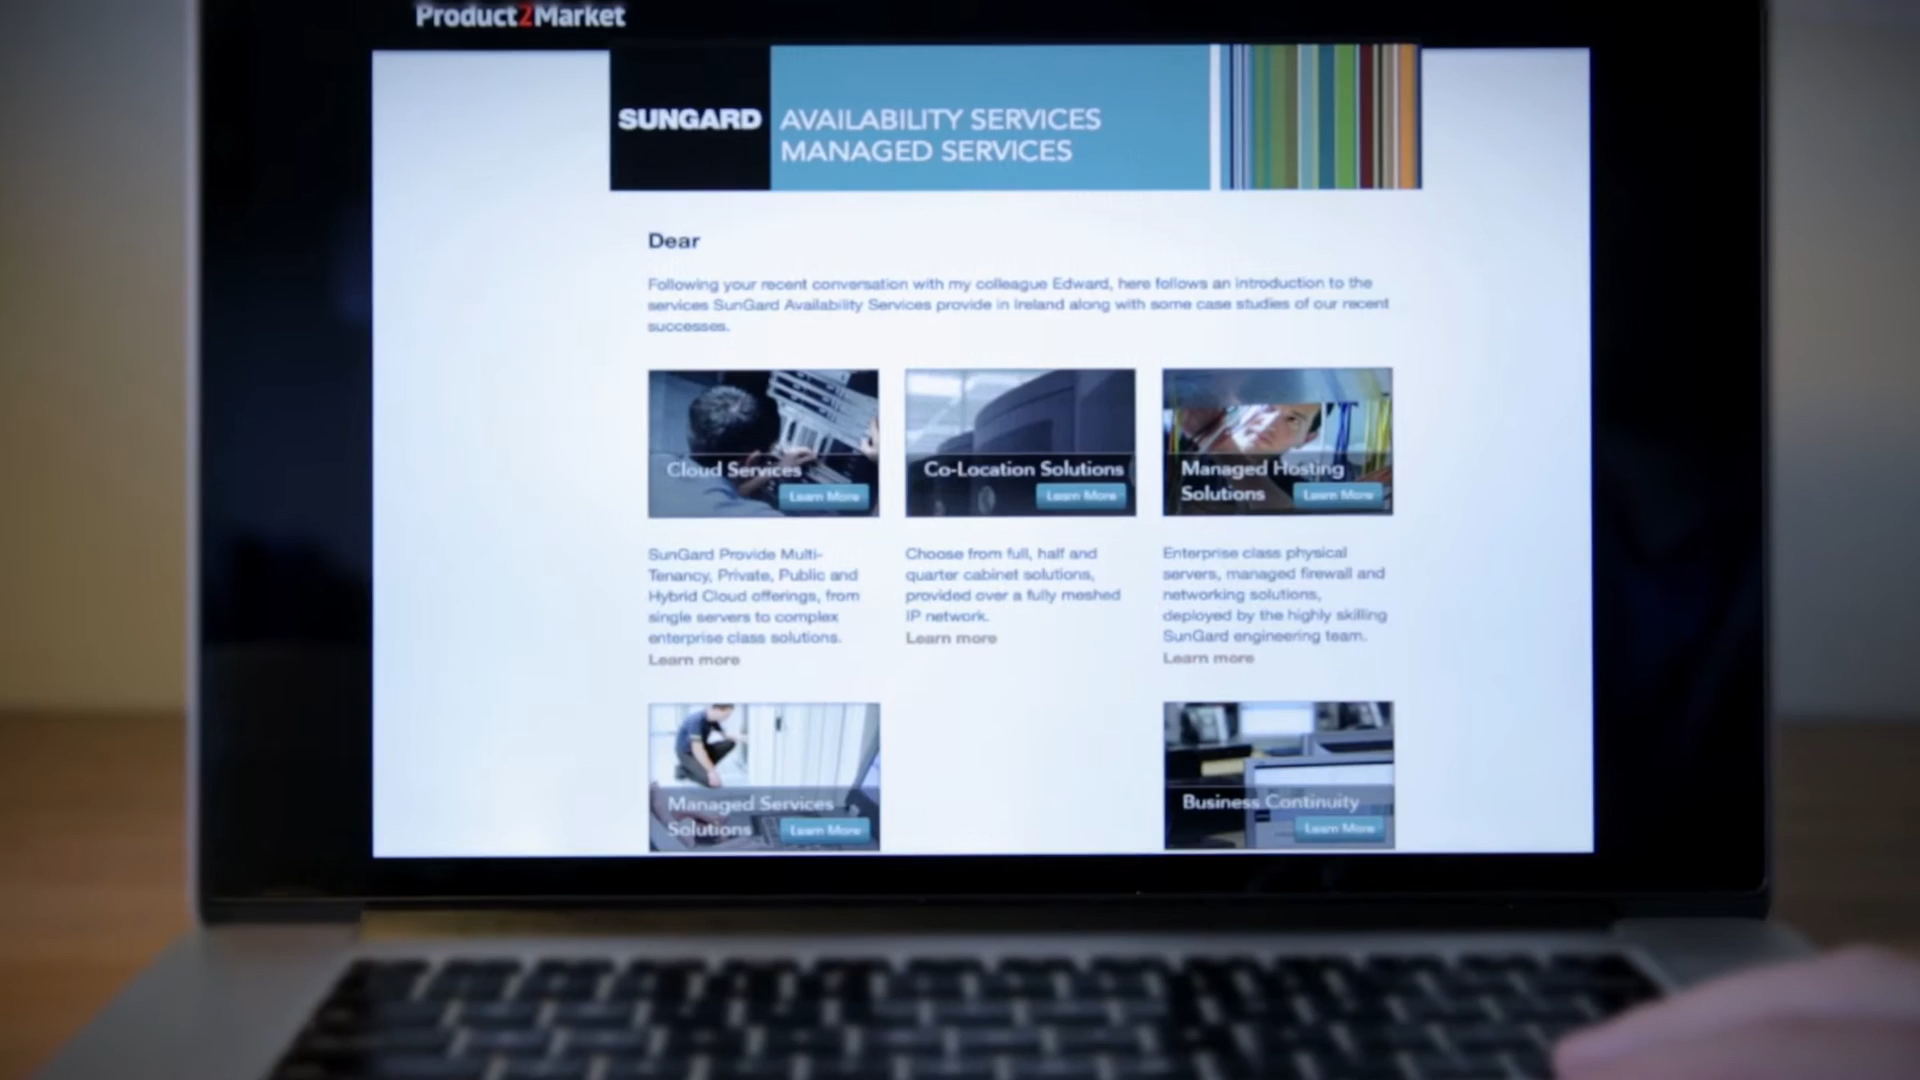 Product2Market
SUNGARD
AVAILABILITY SERVICES
MANAGED SERVICES
Dear
Following your recent conversation with my colleague Edward, here follows an introduction to the
services SunGard Availability Services provide in Ireland along with some case studies of our recent
successes.
Cloud Services
Learn More
Co-Location Solutions
Learn More
Managed Hosting
Solutions
Learn More
SunGard Provide Multi-
Tenancy, Private, Public and
Hybrid Cloud offerings, from
single servers to complex
enterprise class solutions.
Learn more
Choose from full, half and
quarter cabinet solutions,
provided over a fully meshed
IP network.
Learn more
Enterprise class physical
servers, managed firewall and
networking solutions,
deployed by the highly skilling
SunGard engineering team.
Learn more
Managed Services
Solutions
Learn More
Business Continuity
Learn More